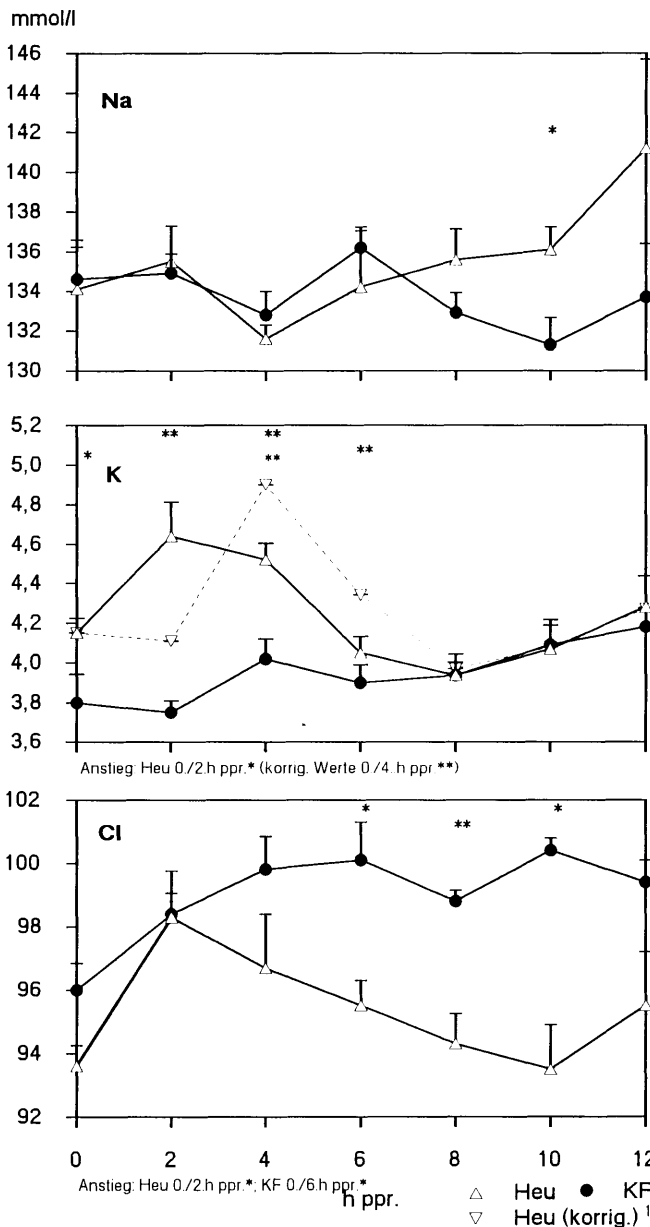 mmol/l
146
144
142
140
138
136
134
132
130
Na
*
5,2
5,0
4,8
4,6
4,4
4,2
4,0
3,8
3,6
K
* ** ** **
**
Anstieg: Heu 0./2.h ppr.* (korrig. Werte 0./4. h ppr.**)
102
100
98
96
94
92
Cl
* ** *
0 2 4 6 8 10 12
Anstieg: Heu 0./2.h ppr.*; KF 0./6.h ppr.*
h ppr.
△ Heu ● KF
▽ Heu (korrig.) 1